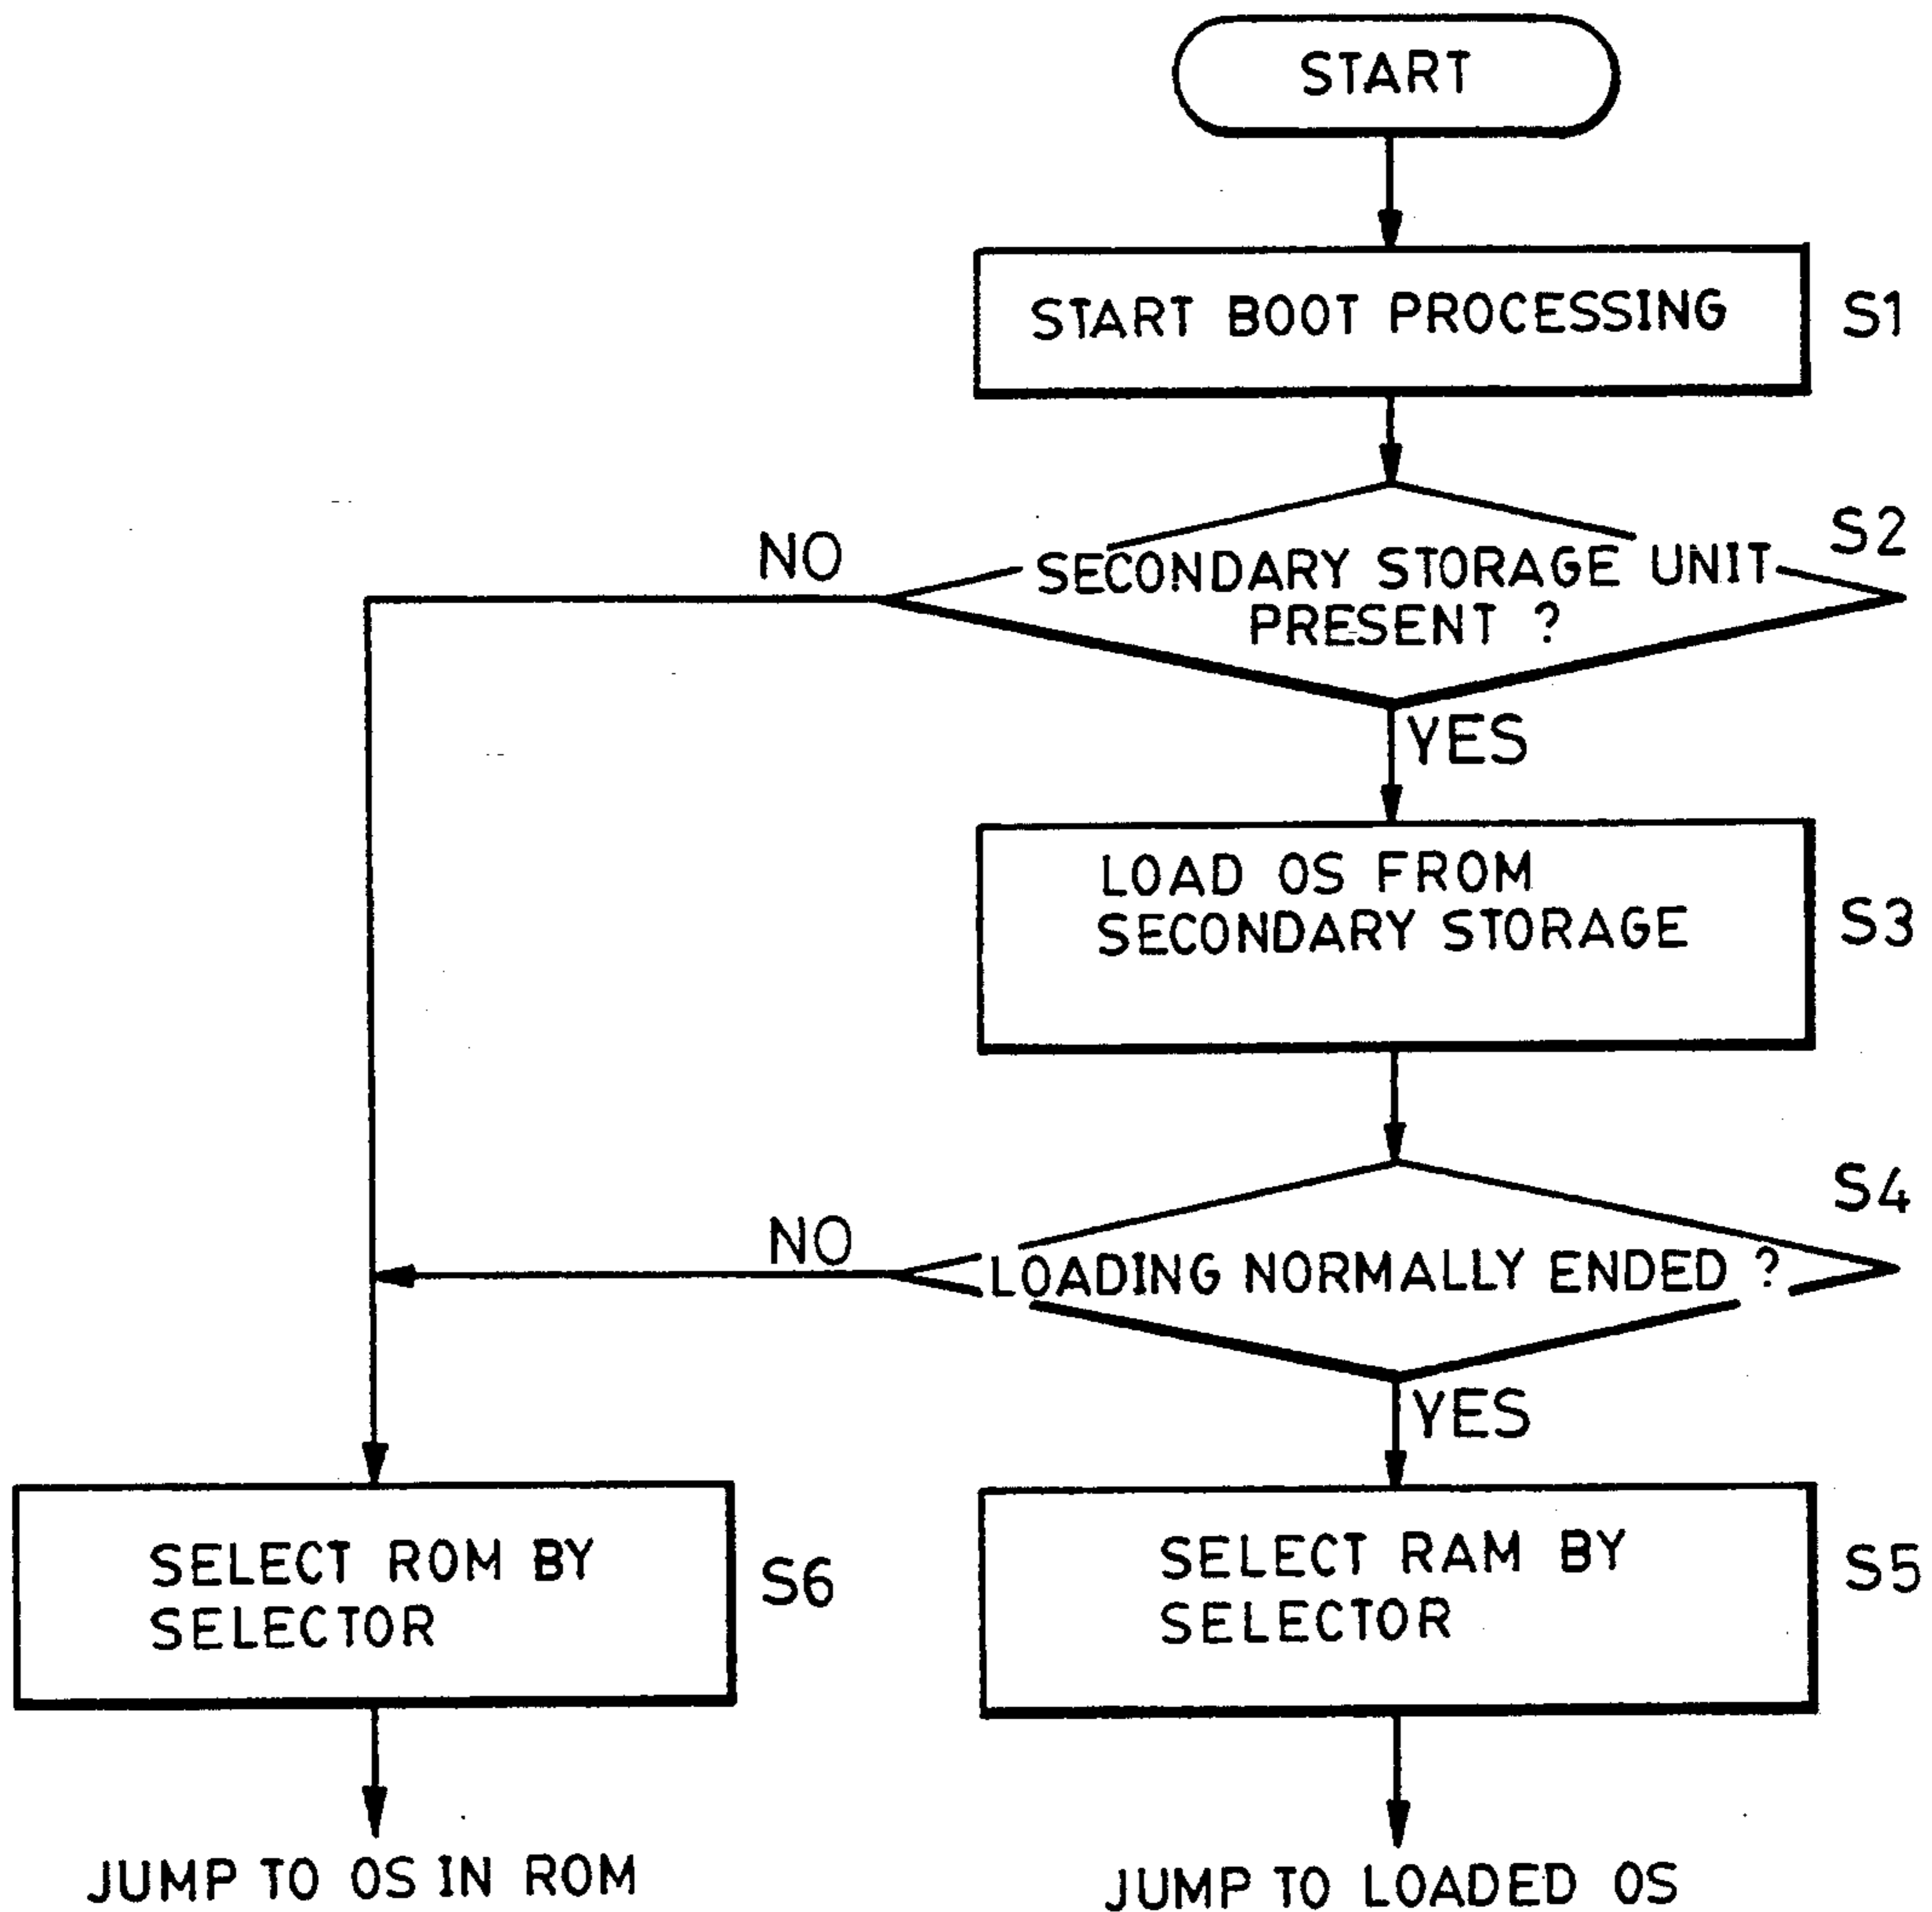 START
START BOOT PROCESSING
S1
S2
NO
SECONDARY STORAGE UNIT
PRESENT ?
YES
LOAD OS FROM
SECONDARY STORAGE
S3
S4
NO
LOADING NORMALLY ENDED ?
YES
SELECT ROM BY
SELECTOR
S6
SELECT RAM BY
SELECTOR
S5
JUMP TO OS IN ROM
JUMP TO LOADED OS